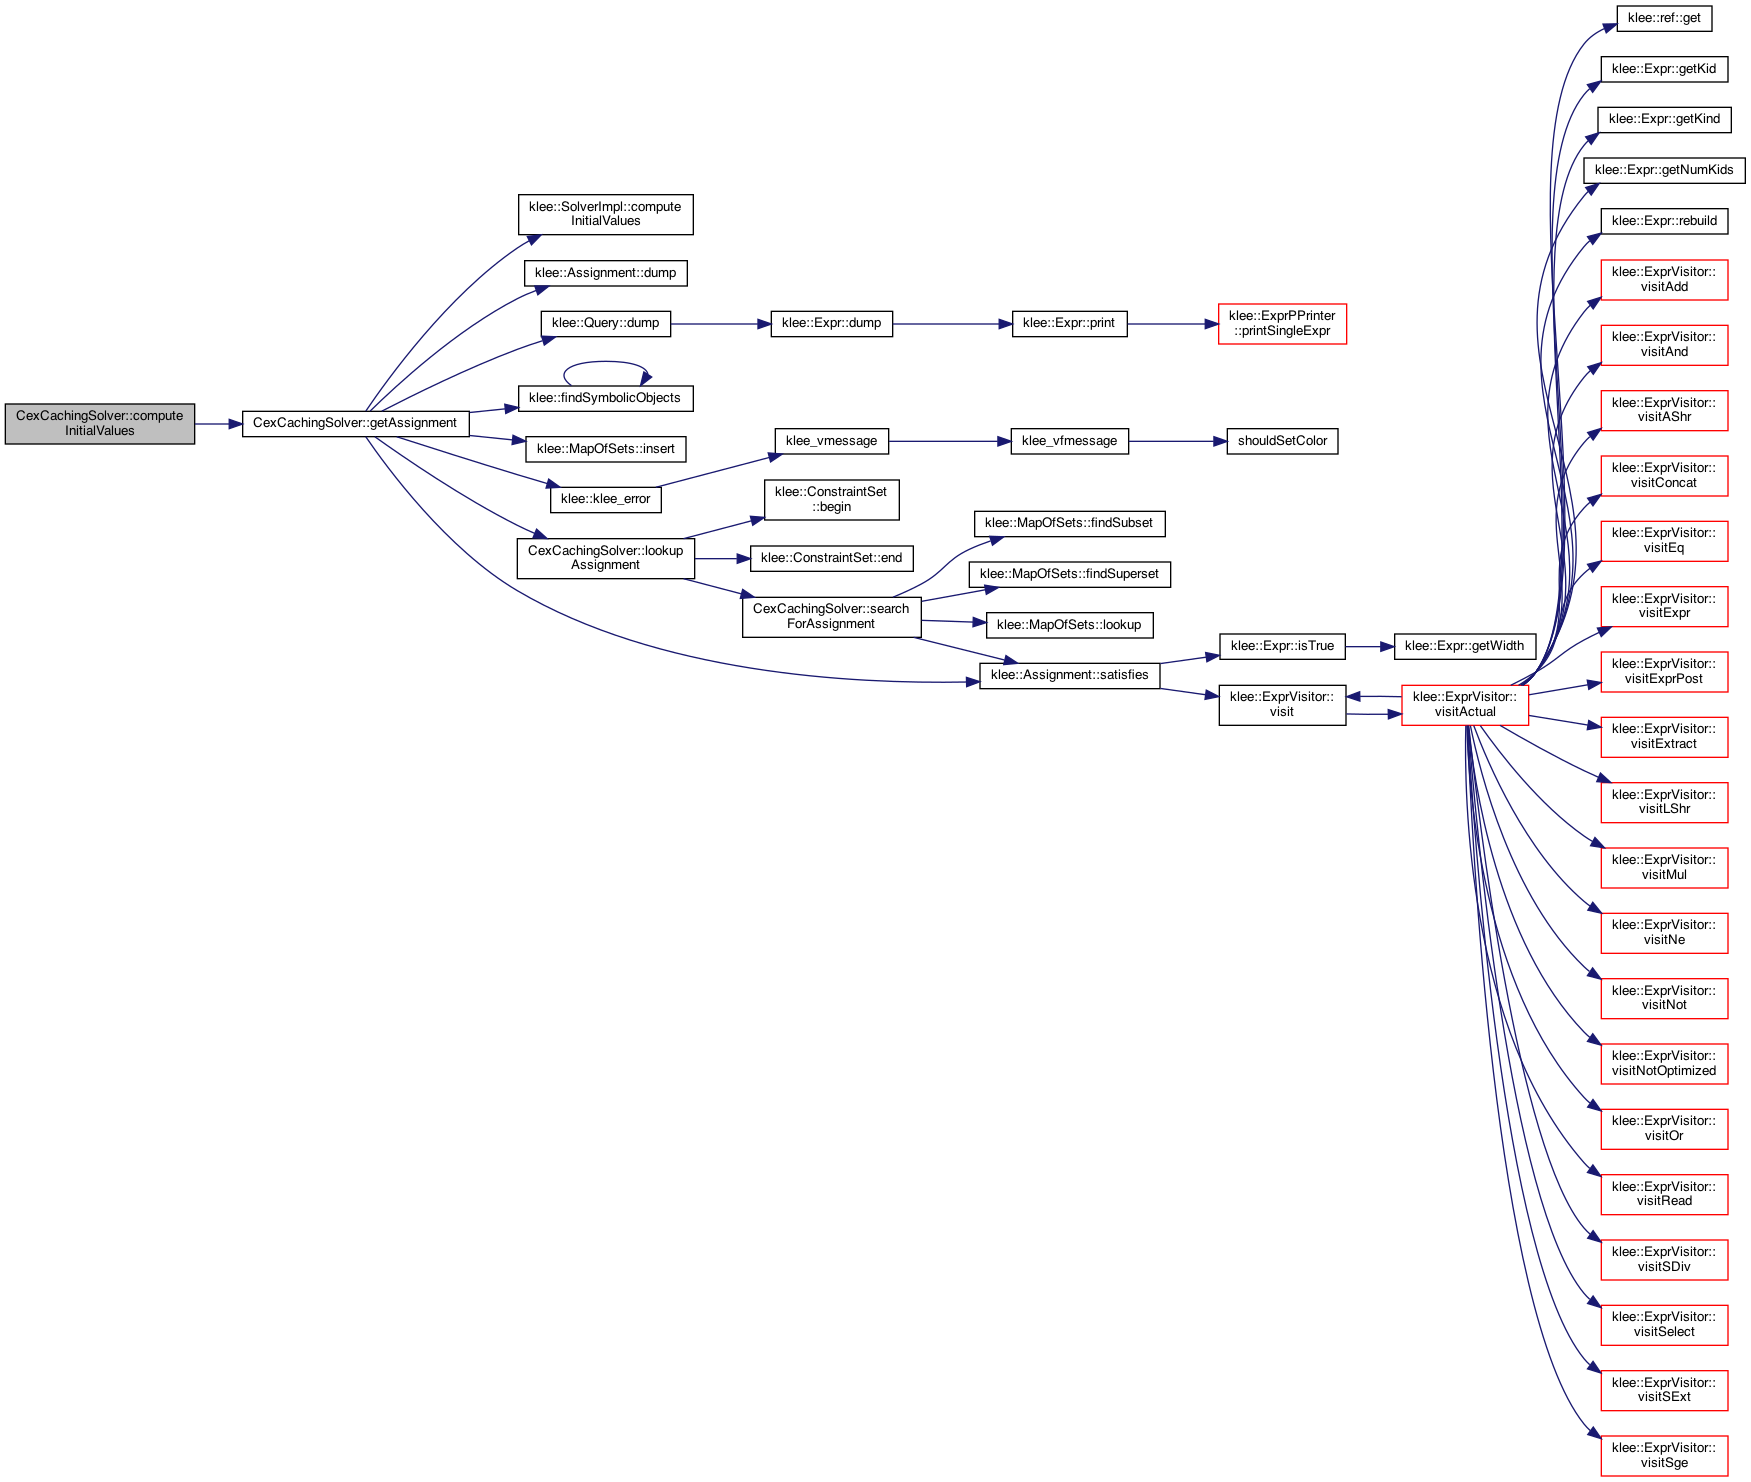 CexCachingSolver::compute
InitialValues
CexCachingSolver::getAssignment
klee::SolverImpl::compute
InitialValues
klee::Assignment::dump
klee::Query::dump
klee::Expr::dump
klee::Expr::print
klee::ExprPPrinter
::printSingleExpr
klee::findSymbolicObjects
klee::MapOfSets::insert
klee::klee_error
klee_vmessage
klee_vfmessage
shouldSetColor
CexCachingSolver::lookup
Assignment
klee::ConstraintSet
::begin
klee::ConstraintSet::end
CexCachingSolver::search
ForAssignment
klee::MapOfSets::findSubset
klee::MapOfSets::findSuperset
klee::MapOfSets::lookup
klee::Assignment::satisfies
klee::Expr::isTrue
klee::Expr::getWidth
klee::ExprVisitor::
visit
klee::ExprVisitor::
visitActual
klee::ref::get
klee::Expr::getKid
klee::Expr::getKind
klee::Expr::getNumKids
klee::Expr::rebuild
klee::ExprVisitor::
visitAdd
klee::ExprVisitor::
visitAnd
klee::ExprVisitor::
visitAShr
klee::ExprVisitor::
visitConcat
klee::ExprVisitor::
visitEq
klee::ExprVisitor::
visitExpr
klee::ExprVisitor::
visitExprPost
klee::ExprVisitor::
visitExtract
klee::ExprVisitor::
visitLShr
klee::ExprVisitor::
visitMul
klee::ExprVisitor::
visitNe
klee::ExprVisitor::
visitNot
klee::ExprVisitor::
visitNotOptimized
klee::ExprVisitor::
visitOr
klee::ExprVisitor::
visitRead
klee::ExprVisitor::
visitSDiv
klee::ExprVisitor::
visitSelect
klee::ExprVisitor::
visitSExt
klee::ExprVisitor::
visitSge